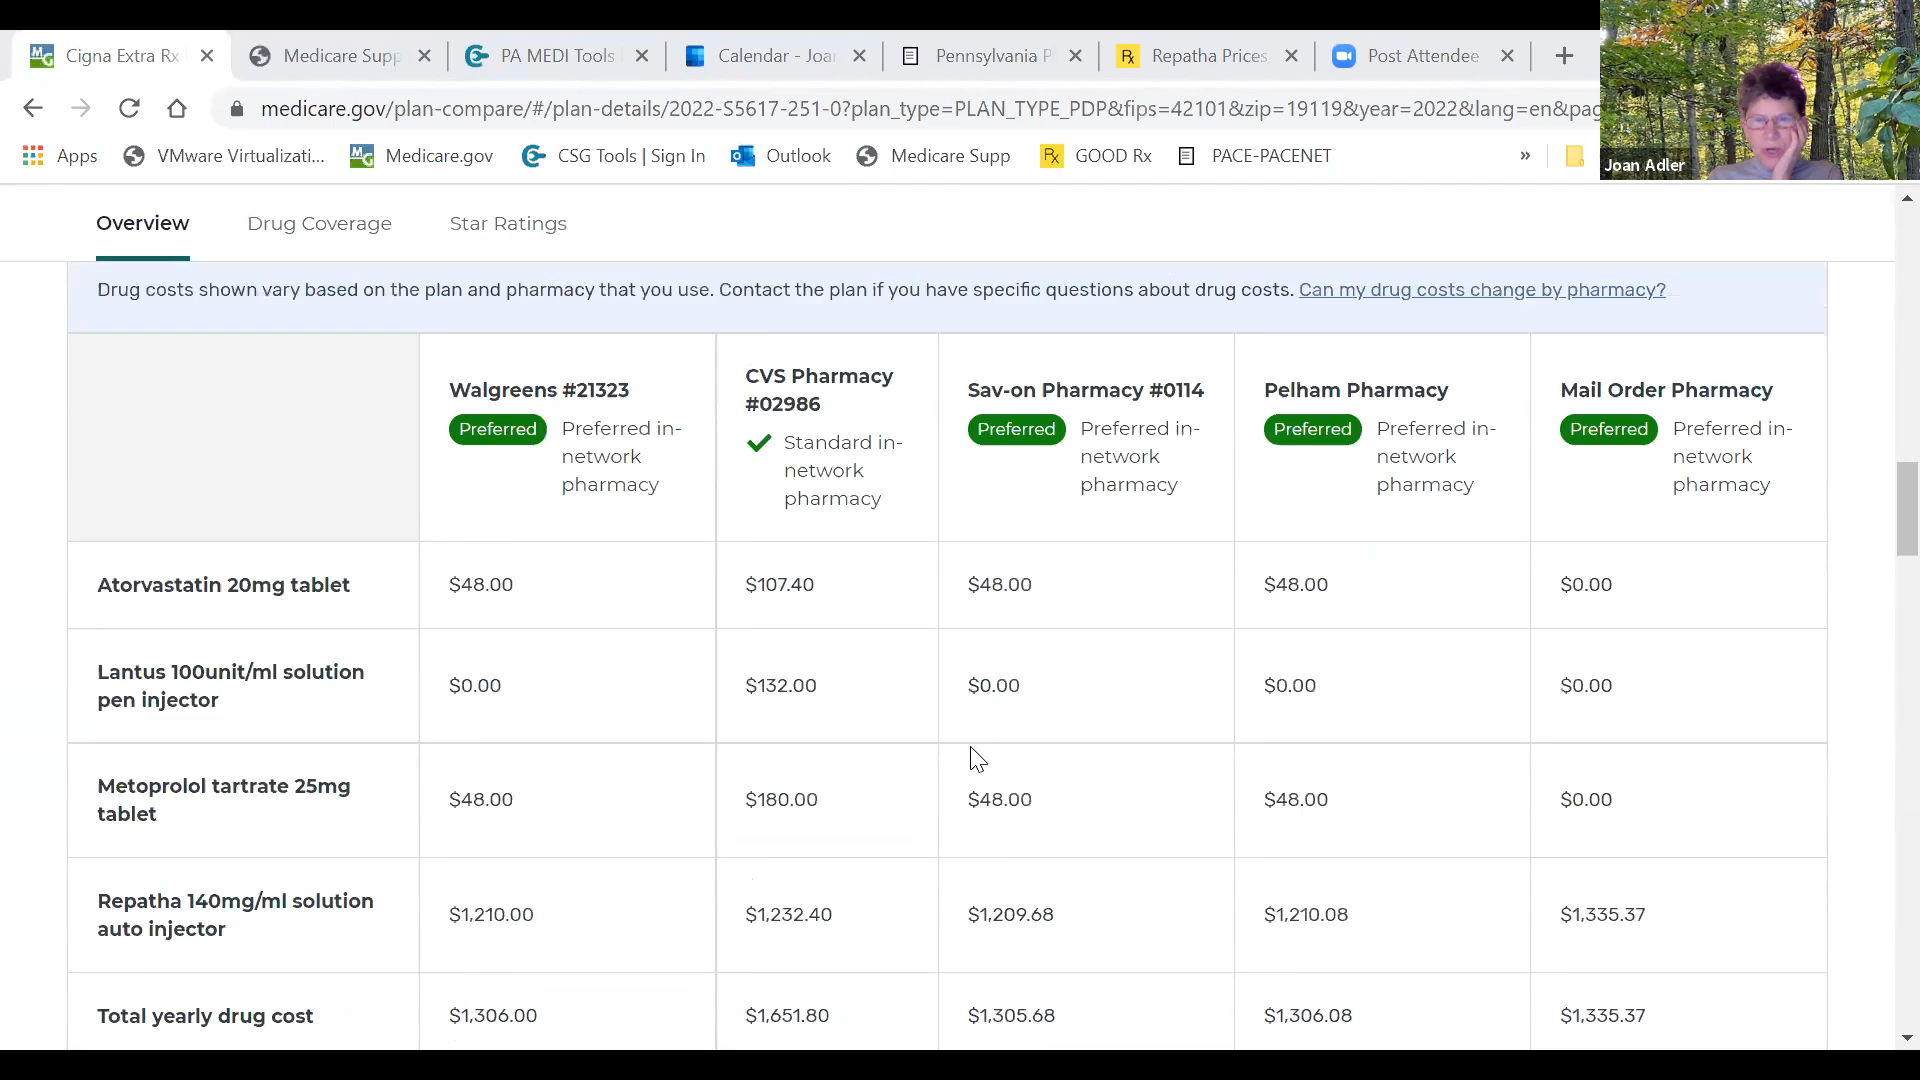 Cigna Extra Rx
Medicare Supp
PA MEDI Tools
Calendar - Joan
Pennsylvania P
Repatha Prices,
Post Attendee
medicare.gov/plan-compare/#/plan-details/2022-S5617-251-0?plan_type=PLAN_TYPE_PDP&fips=42101&zip=19119&year=2022&lang=en&pag
Apps
VMware Virtualizati...
MG
Medicare.gov
CSG Tools | Sign In
Outlook
Medicare Supp
Rx
GOOD Rx
PACE-PACENET
»
Joan Adler
Overview
Drug Coverage
Star Ratings
Drug costs shown vary based on the plan and pharmacy that you use. Contact the plan if you have specific questions about drug costs. Can my drug costs change by pharmacy?
Walgreens #21323
Preferred Preferred in-
network
pharmacy
CVS Pharmacy
#02986
Standard in-
network
pharmacy
Sav-on Pharmacy #0114
Preferred Preferred in-
network
pharmacy
Pelham Pharmacy
Preferred Preferred in-
network
pharmacy
Mail Order Pharmacy
Preferred Preferred in-
network
pharmacy
Atorvastatin 20mg tablet
$48.00
$107.40
$48.00
$48.00
$0.00
Lantus 100unit/ml solution
pen injector
$0.00
$132.00
$0.00
$0.00
$0.00
Metoprolol tartrate 25mg
tablet
$48.00
$180.00
$48.00
$48.00
$0.00
Repatha 140mg/ml solution
auto injector
$1,210.00
$1,232.40
$1,209.68
$1,210.08
$1,335.37
Total yearly drug cost
$1,306.00
$1,651.80
$1,305.68
$1,306.08
$1,335.37